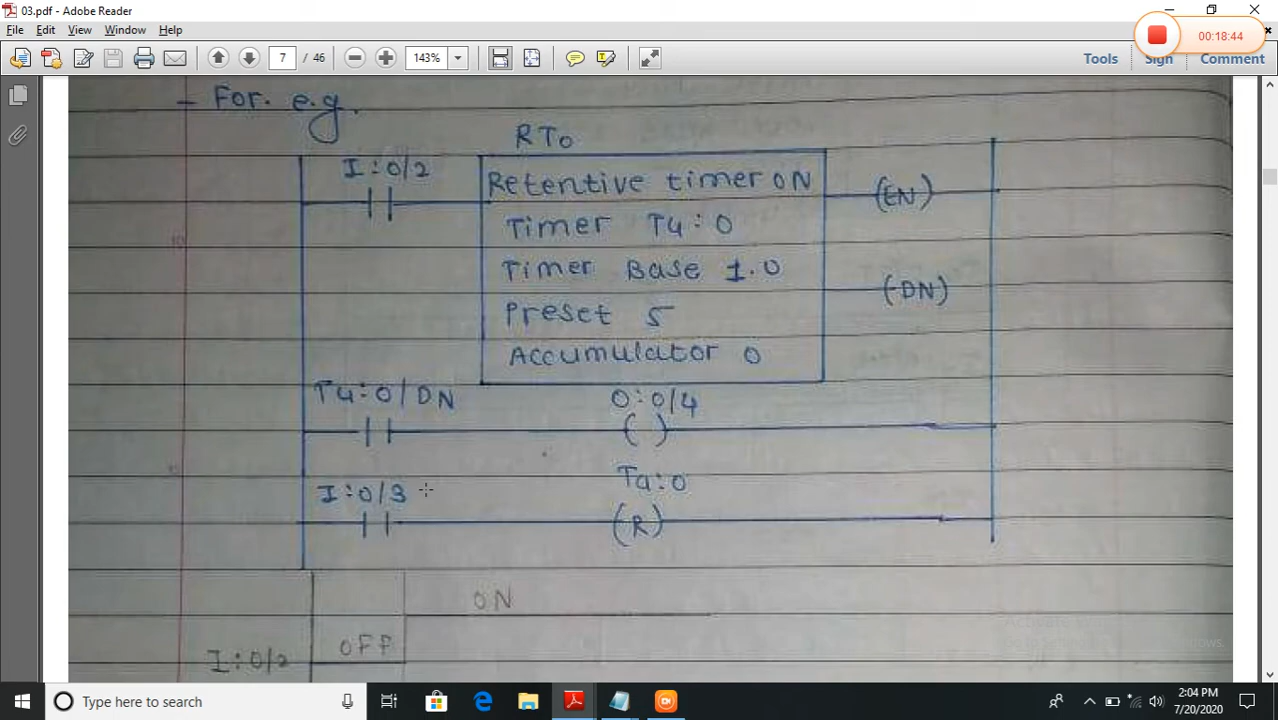 03.pdf - Adobe Reader
File Edit View Window Help
00:18:44
7 / 46 143% Tools Sign Comment
- For. e.g.
RTo
I:0/2
Retentive timer ON
(EN)
Timer T4:0
Timer Base 1.0
(DN)
Preset 5
Accumulator 0
T4:0/DN
O:0/4
( )
I:0/3
T4:0
(R)
ON
OFF
I:0/2
Type here to search
2:04 PM
7/20/2020